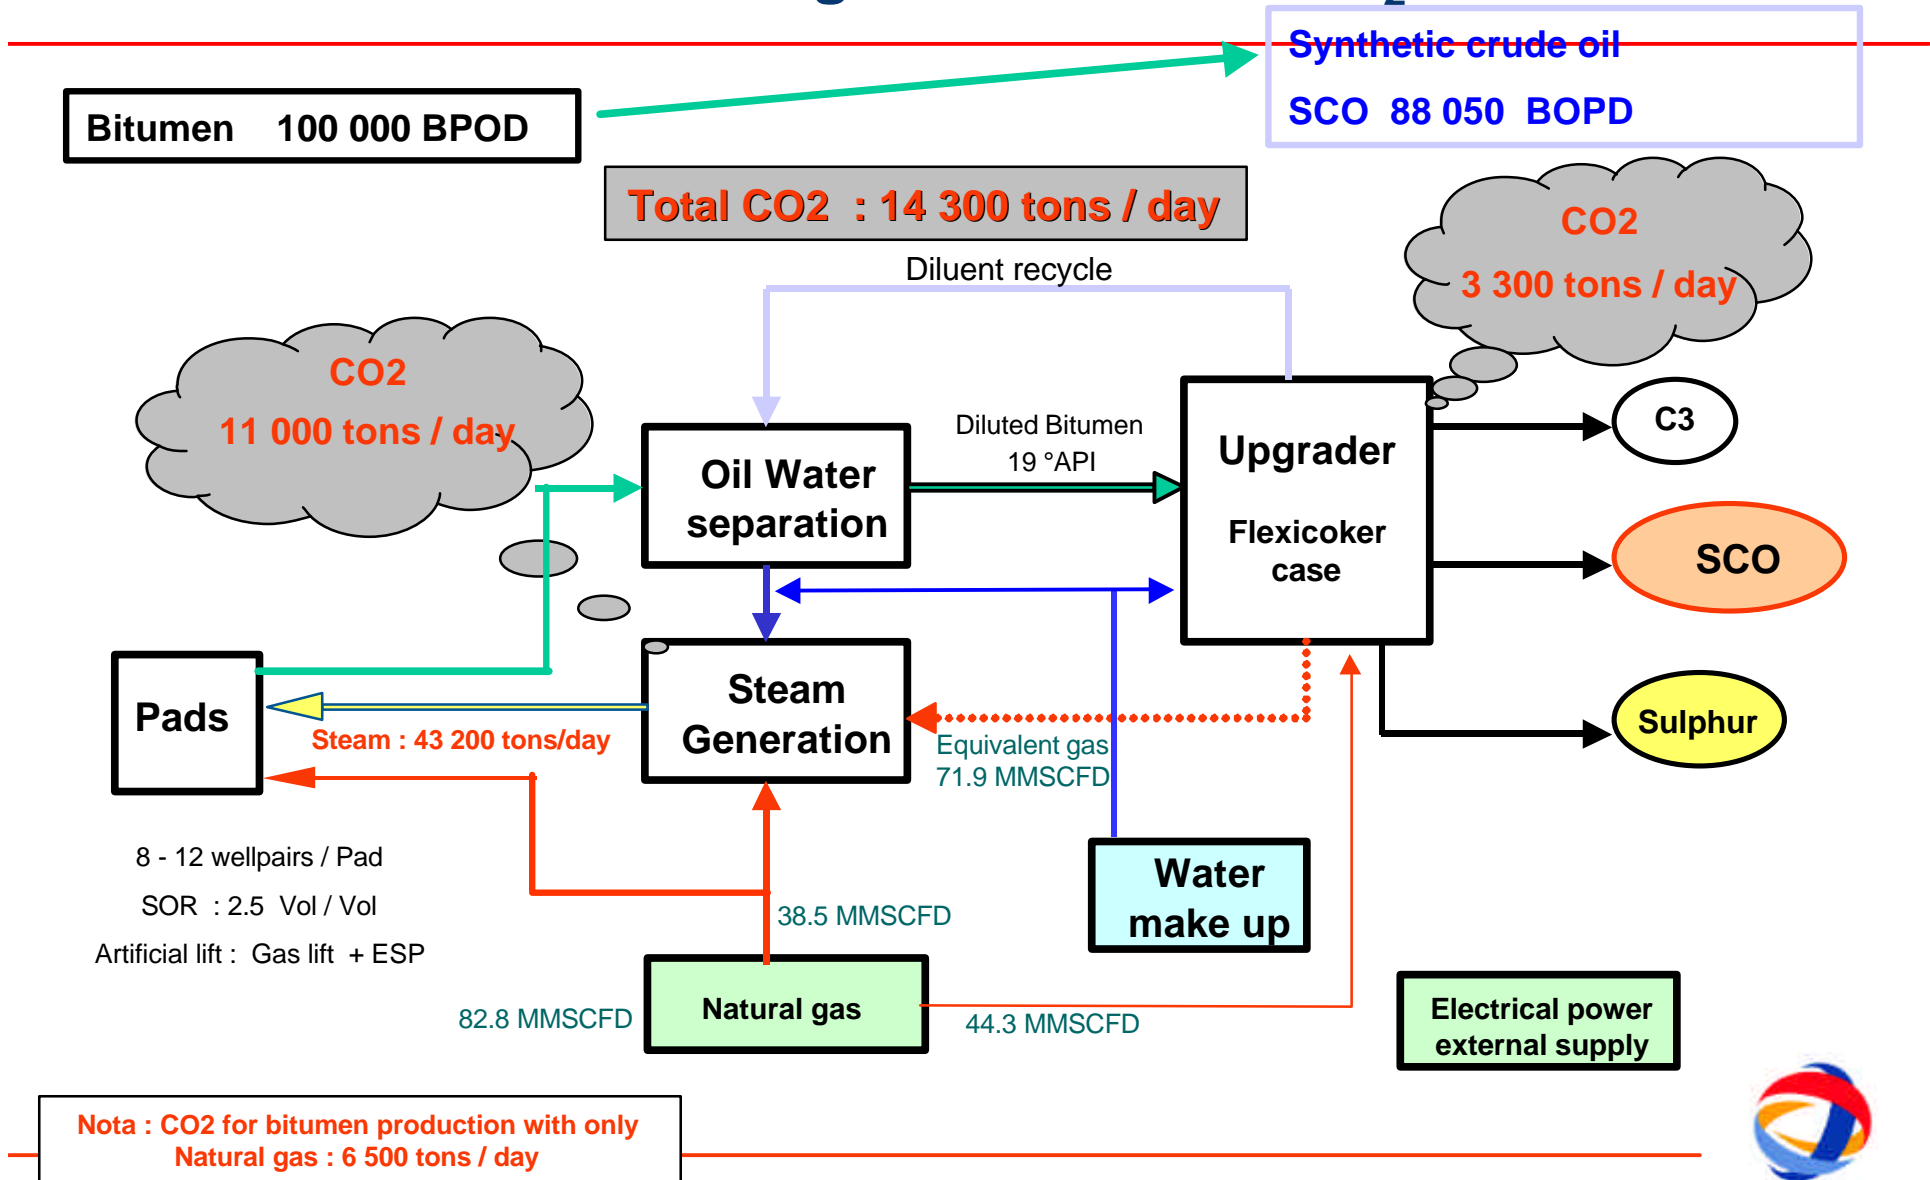 Synthetic crude oil
SCO 88 050 BOPD
Bitumen 100 000 BPOD
Total CO2 : 14 300 tons / day
CO2
3 300 tons / day
Diluent recycle
CO2
11 000 tons / day
Diluted Bitumen
19 °API
C3
Oil Water
separation
Upgrader
Flexicoker
case
SCO
Pads
Steam
Generation
Steam : 43 200 tons/day
Equivalent gas
71.9 MMSCFD
Sulphur
8 - 12 wellpairs / Pad
SOR : 2.5 Vol / Vol
Artificial lift : Gas lift + ESP
38.5 MMSCFD
Water
make up
82.8 MMSCFD
Natural gas
44.3 MMSCFD
Electrical power
external supply
Nota : CO2 for bitumen production with only
Natural gas : 6 500 tons / day